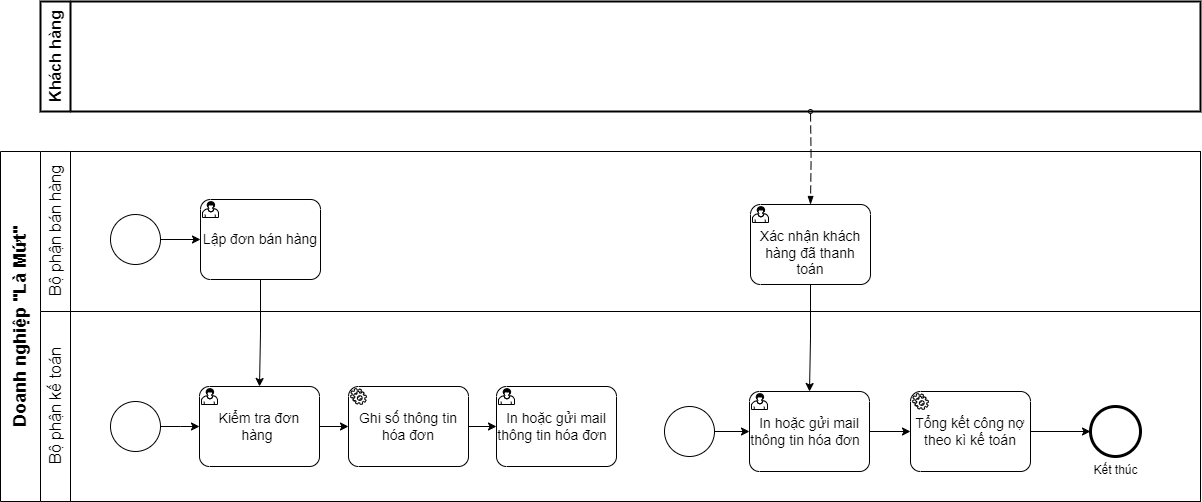 Khách hàng
Doanh nghiệp "Là Mứt"
Bộ phận bán hàng
Lập đơn bán hàng
Xác nhận khách
hàng đã thanh
toán
Bộ phận kế toán
Kiểm tra đơn
hàng
Ghi sổ thông tin
hóa đơn
In hoặc gửi mail
thông tin hóa đơn
In hoặc gửi mail
thông tin hóa đơn
Tổng kết công nợ
theo kì kế toán
Kết thúc